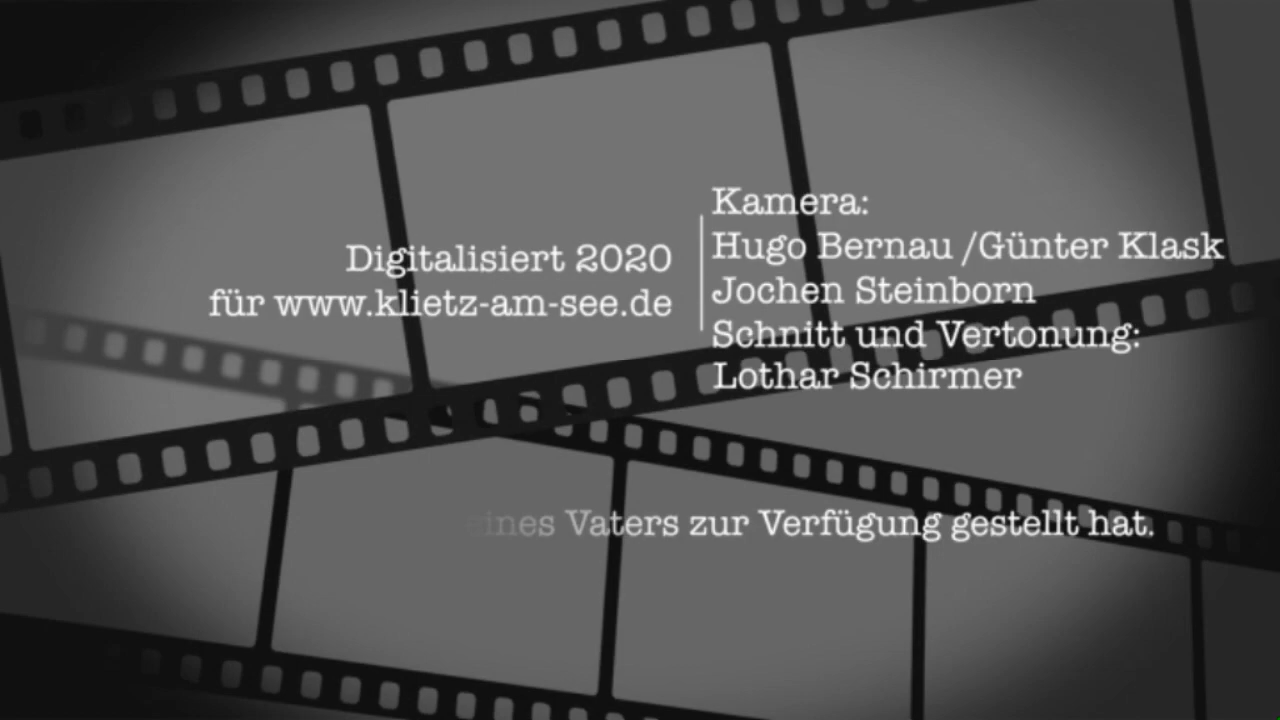 Digitalisiert 2020
für www.klietz-am-see.de
Kamera:
Hugo Bernau /Günter Klask
Jochen Steinborn
Schnitt und Vertonung:
Lothar Schirmer
eines Vaters zur Verfügung gestellt hat.